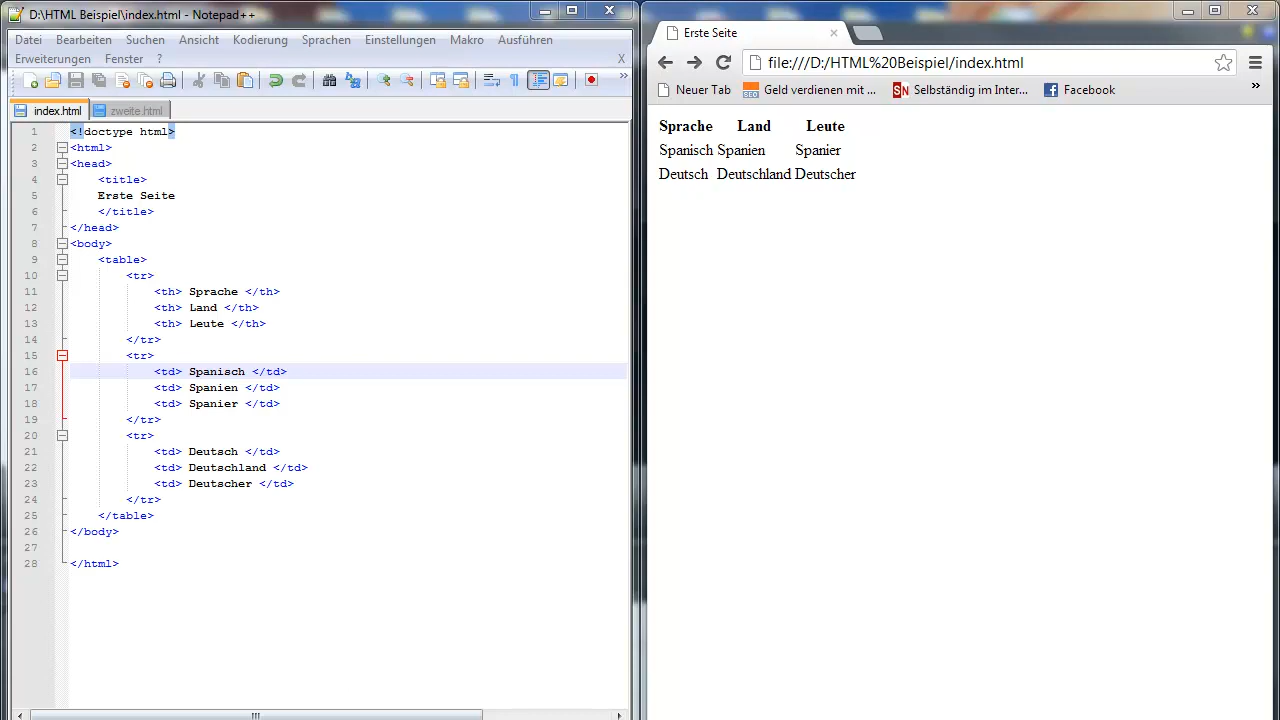 D:\HTML Beispiel\index.html - Notepad++
Datei Bearbeiten Suchen Ansicht Kodierung Sprachen Einstellungen Makro Ausführen
Erweiterungen Fenster ? X
index.html zweite.html
1 <!doctype html>
2 <html>
3 <head>
4 <title>
5 Erste Seite
6 </title>
7 </head>
8 <body>
9 <table>
10 <tr>
11 <th> Sprache </th>
12 <th> Land </th>
13 <th> Leute </th>
14 </tr>
15 <tr>
16 <td> Spanisch </td>
17 <td> Spanien </td>
18 <td> Spanier </td>
19 </tr>
20 <tr>
21 <td> Deutsch </td>
22 <td> Deutschland </td>
23 <td> Deutscher </td>
24 </tr>
25 </table>
26 </body>
27
28 </html>
Erste Seite
file:///D:/HTML%20Beispiel/index.html
Neuer Tab SEO Geld verdienen mit ... SN Selbständig im Inter... f Facebook »
Sprache Land Leute
Spanisch Spanien Spanier
Deutsch Deutschland Deutscher